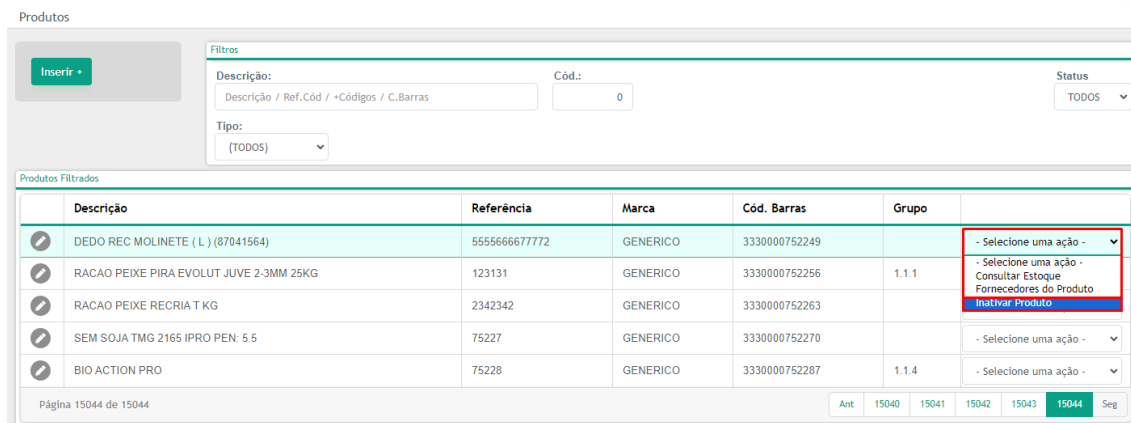 Produtos
Inserir +
Filtros
Descrição:
Cód.:
Status
Descrição / Ref.Cód / +Códigos / C.Barras
0
TODOS
Tipo:
(TODOS)
Produtos Filtrados
Descrição Referência Marca Cód. Barras Grupo
DEDO REC MOLINETE ( L ) (87041564) 5555666677772 GENERICO 3330000752249 - Selecione uma ação -
- Selecione uma ação -
RACAO PEIXE PIRA EVOLUT JUVE 2-3MM 25KG 123131 GENERICO 3330000752256 1.1.1 Consultar Estoque
Fornecedores do Produto
RACAO PEIXE RECRIA T KG 2342342 GENERICO 3330000752263 Inativar Produto
SEM SOJA TMG 2165 IPRO PEN: 5.5 75227 GENERICO 3330000752270 - Selecione uma ação -
BIO ACTION PRO 75228 GENERICO 3330000752287 1.1.4 - Selecione uma ação -
Página 15044 de 15044 Ant 15040 15041 15042 15043 15044 Seg